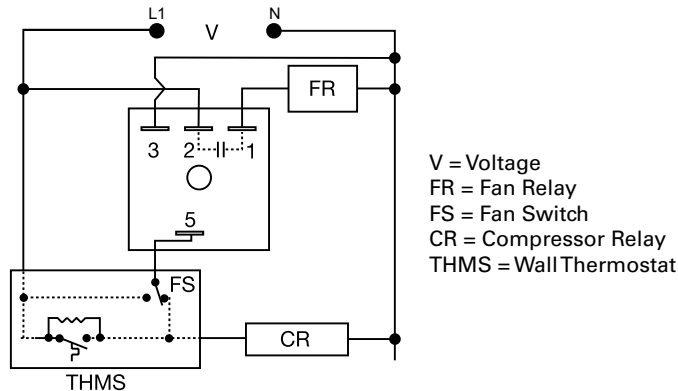 L1
V
N
FR
3
2
1
5
FS
CR
THMS
V = Voltage
FR = Fan Relay
FS = Fan Switch
CR = Compressor Relay
THMS = Wall Thermostat